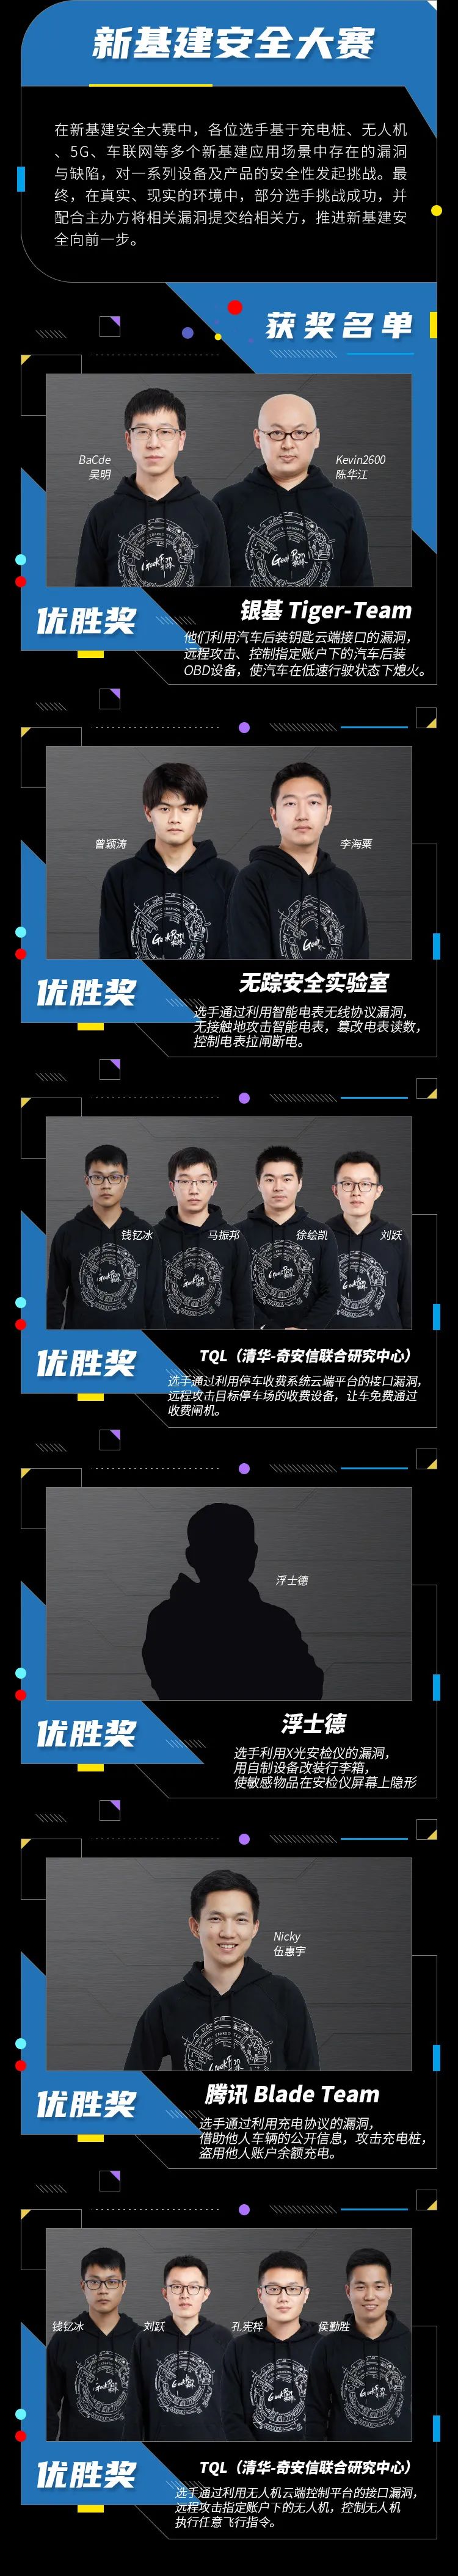 新基建安全大赛
在新基建安全大赛中，各位选手基于充电桩、无人机
、5G、车联网等多个新基建应用场景中存在的漏洞
与缺陷，对一系列设备及产品的安全性发起挑战。最
终，在真实、现实的环境中，部分选手挑战成功，并
配合主办方将相关漏洞提交给相关方，推进新基建安
全向前一步。
获奖名单
BaCde
吴明
Kevin2600
陈华江
优胜奖
银基 Tiger-Team
他们利用汽车后装钥匙云端接口的漏洞，
远程攻击、控制指定账户下的汽车后装
OBD设备，使汽车在低速行驶状态下熄火。
曾颖涛
李海粟
优胜奖
无踪安全实验室
选手通过利用智能电表无线协议漏洞，
无接触地攻击智能电表，篡改电表读数，
控制电表拉闸断电。
钱钇冰
马振邦
徐绘凯
刘跃
优胜奖
TQL（清华-奇安信联合研究中心）
选手通过利用停车收费系统云端平台的接口漏洞，
远程攻击目标停车场的收费设备，让车免费通过
收费闸机。
浮士德
优胜奖
浮士德
选手利用X光安检仪的漏洞，
用自制设备改装行李箱，
使敏感物品在安检仪屏幕上隐形
Nicky
伍惠宇
优胜奖
腾讯 Blade Team
选手通过利用充电协议的漏洞，
借助他人车辆的公开信息，攻击充电桩，
盗用他人账户余额充电。
钱钇冰
刘跃
孔宪梓
侯勤胜
优胜奖
TQL（清华-奇安信联合研究中心）
选手通过利用无人机云端控制平台的接口漏洞，
远程攻击指定账户下的无人机，控制无人机
执行任意飞行指令。